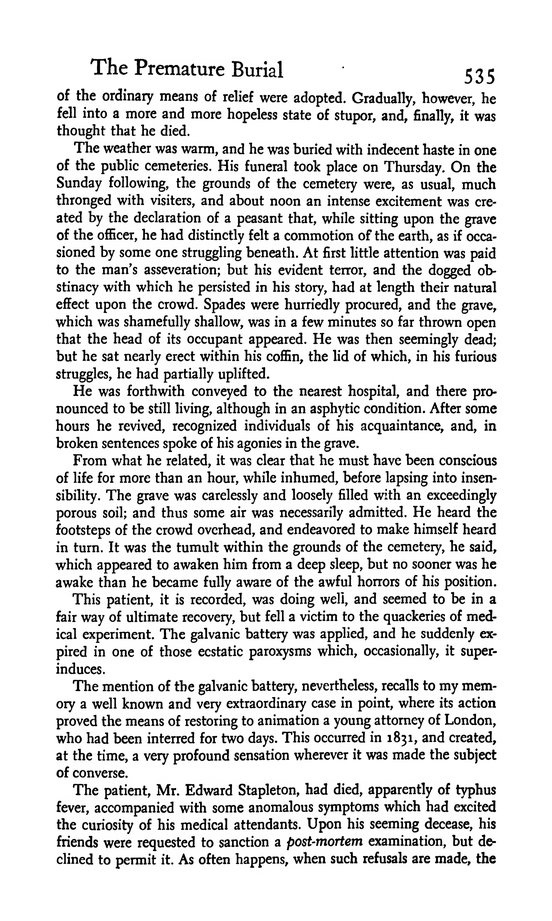 The Premature Burial 535
of the ordinary means of relief were adopted. Gradually, however, he
fell into a more and more hopeless state of stupor, and, finally, it was
thought that he died.
The weather was warm, and he was buried with indecent haste in one
of the public cemeteries. His funeral took place on Thursday. On the
Sunday following, the grounds of the cemetery were, as usual, much
thronged with visiters, and about noon an intense excitement was cre-
ated by the declaration of a peasant that, while sitting upon the grave
of the officer, he had distinctly felt a commotion of the earth, as if occa-
sioned by some one struggling beneath. At first little attention was paid
to the man's asseveration; but his evident terror, and the dogged ob-
stinacy with which he persisted in his story, had at length their natural
effect upon the crowd. Spades were hurriedly procured, and the grave,
which was shamefully shallow, was in a few minutes so far thrown open
that the head of its occupant appeared. He was then seemingly dead;
but he sat nearly erect within his coffin, the lid of which, in his furious
struggles, he had partially uplifted.
He was forthwith conveyed to the nearest hospital, and there pro-
nounced to be still living, although in an asphytic condition. After some
hours he revived, recognized individuals of his acquaintance, and, in
broken sentences spoke of his agonies in the grave.
From what he related, it was clear that he must have been conscious
of life for more than an hour, while inhumed, before lapsing into insen-
sibility. The grave was carelessly and loosely filled with an exceedingly
porous soil; and thus some air was necessarily admitted. He heard the
footsteps of the crowd overhead, and endeavored to make himself heard
in turn. It was the tumult within the grounds of the cemetery, he said,
which appeared to awaken him from a deep sleep, but no sooner was he
awake than he became fully aware of the awful horrors of his position.
This patient, it is recorded, was doing well, and seemed to be in a
fair way of ultimate recovery, but fell a victim to the quackeries of med-
ical experiment. The galvanic battery was applied, and he suddenly ex-
pired in one of those ecstatic paroxysms which, occasionally, it super-
induces.
The mention of the galvanic battery, nevertheless, recalls to my mem-
ory a well known and very extraordinary case in point, where its action
proved the means of restoring to animation a young attorney of London,
who had been interred for two days. This occurred in 1831, and created,
at the time, a very profound sensation wherever it was made the subject
of converse.
The patient, Mr. Edward Stapleton, had died, apparently of typhus
fever, accompanied with some anomalous symptoms which had excited
the curiosity of his medical attendants. Upon his seeming decease, his
friends were requested to sanction a post-mortem examination, but de-
clined to permit it. As often happens, when such refusals are made, the